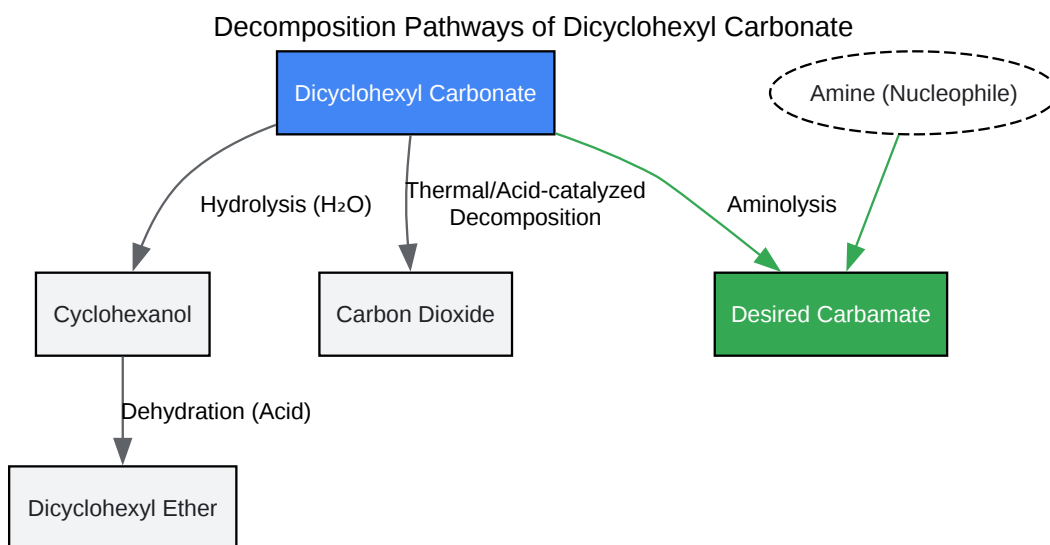 Decomposition Pathways of Dicyclohexyl Carbonate
Dicyclohexyl Carbonate
Amine (Nucleophile)
Hydrolysis (H₂O)
Thermal/Acid-catalyzed
Decomposition
Aminolysis
Cyclohexanol
Carbon Dioxide
Desired Carbamate
Dehydration (Acid)
Dicyclohexyl Ether